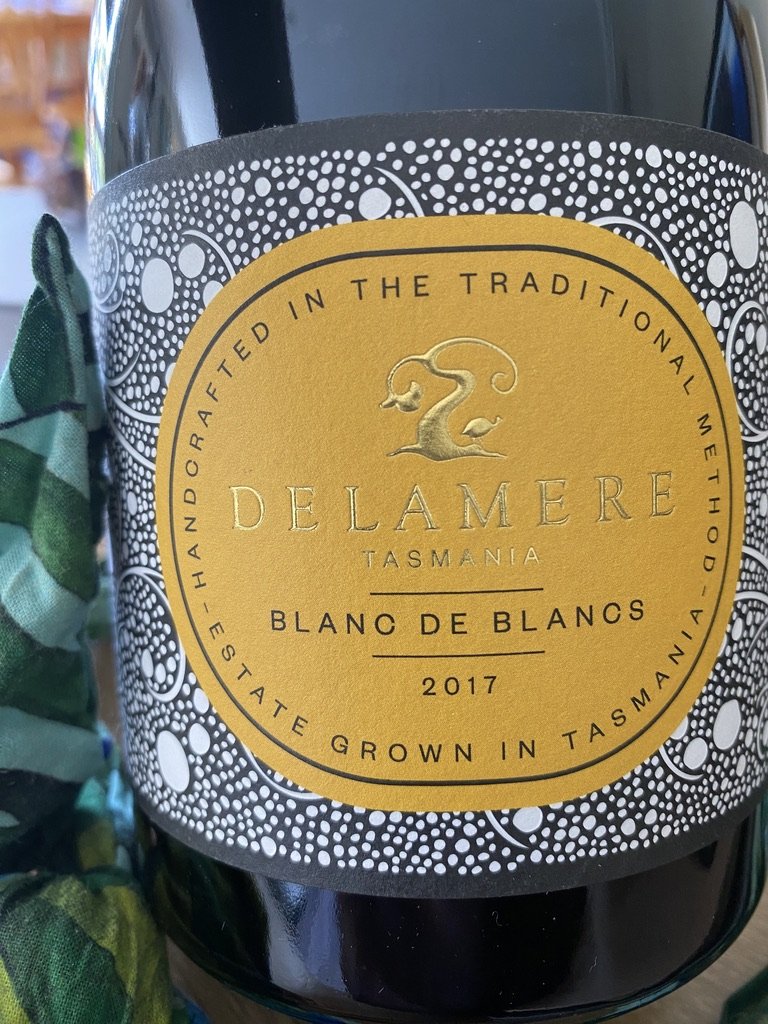 HANDCRAFTED IN THE TRADITIONAL METHOD
DELAMERE
TASMANIA
BLANC DE BLANCS
2017
-ESTATE GROWN IN TASMANIA-